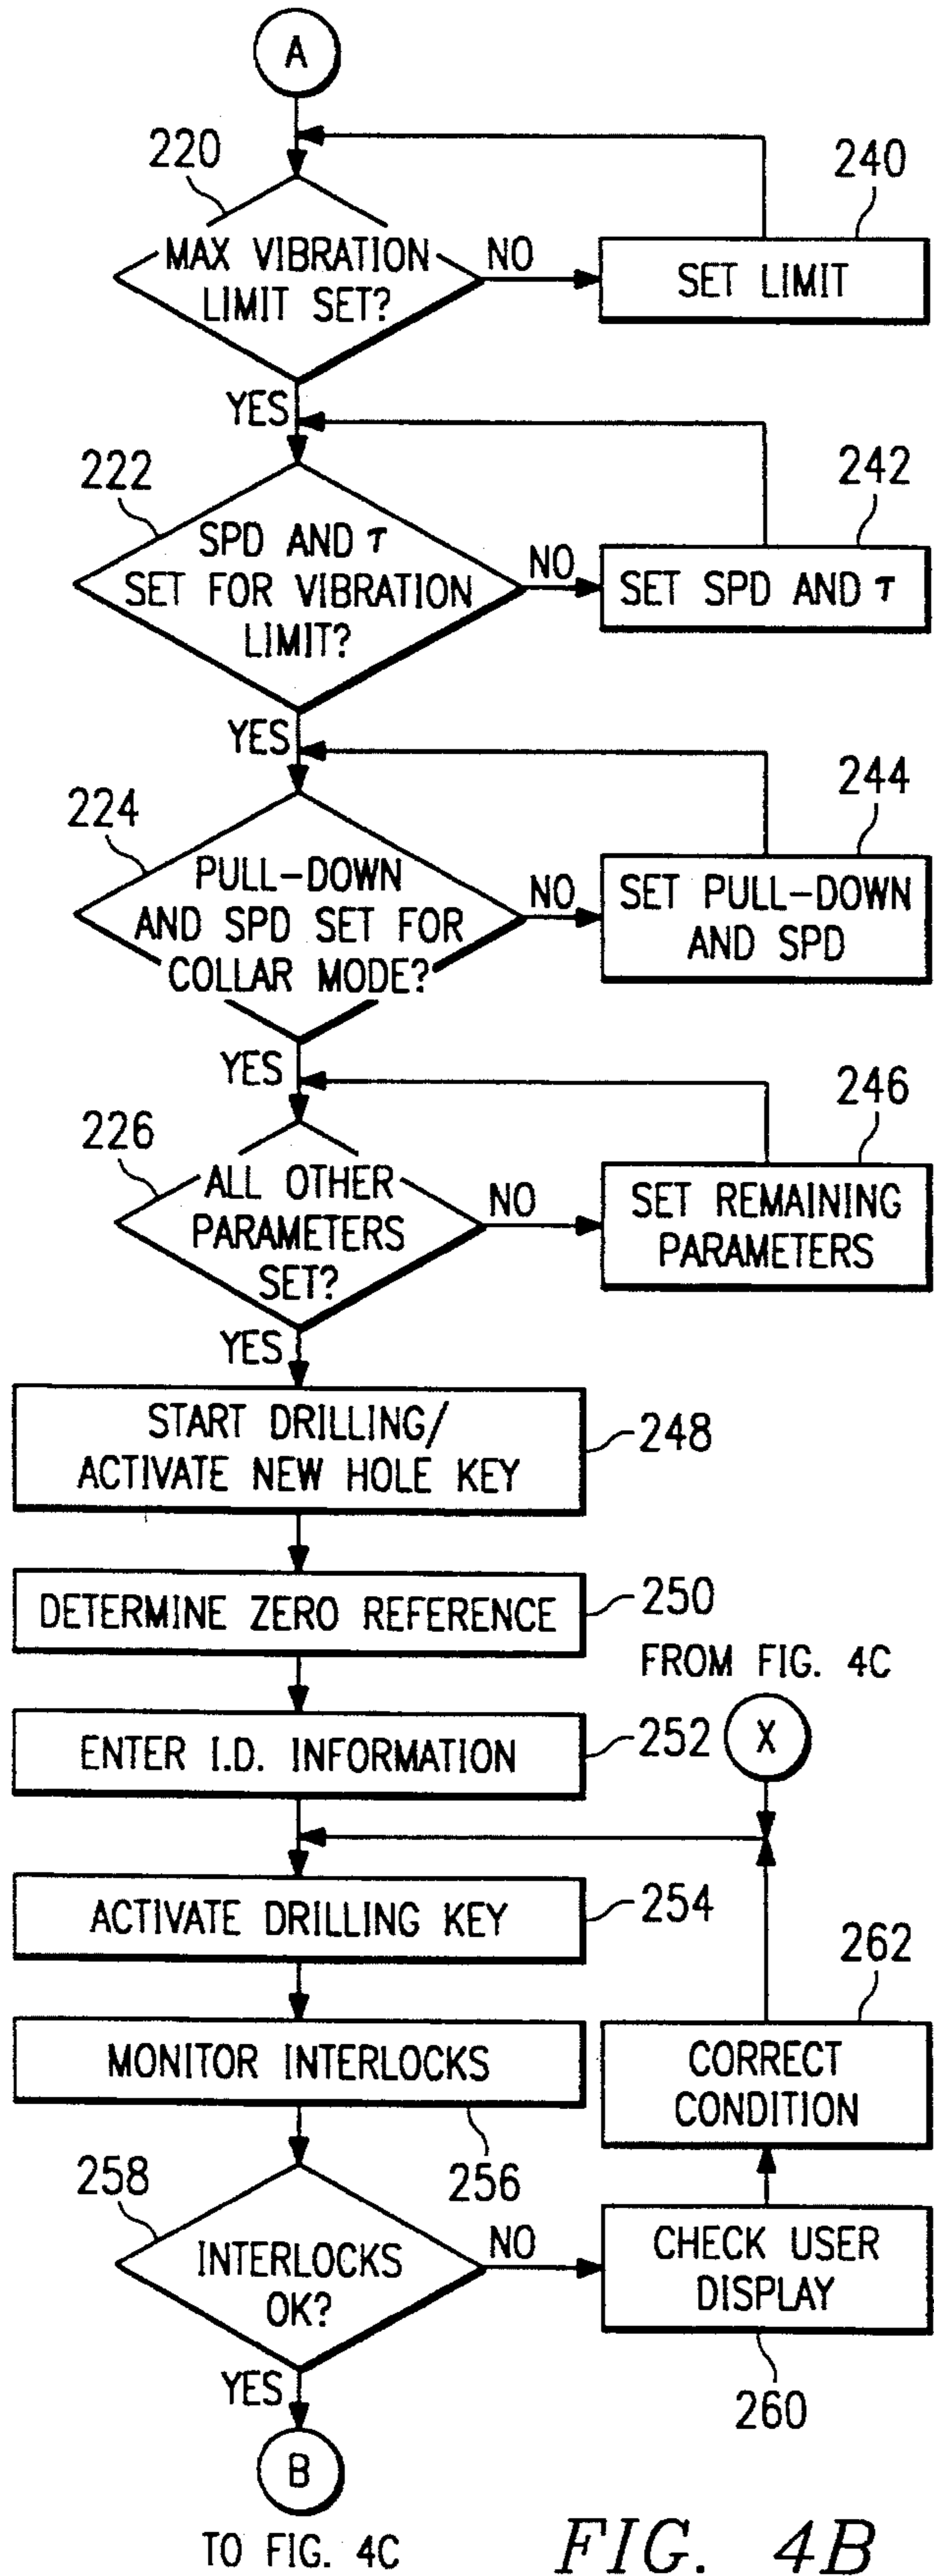 A
220
240
MAX VIBRATION
LIMIT SET?
NO
SET LIMIT
YES
222
242
SPD AND τ
SET FOR VIBRATION
LIMIT?
NO
SET SPD AND τ
YES
224
244
PULL-DOWN
AND SPD SET FOR
COLLAR MODE?
NO
SET PULL-DOWN
AND SPD
YES
226
246
ALL OTHER
PARAMETERS
SET?
NO
SET REMAINING
PARAMETERS
YES
START DRILLING/
ACTIVATE NEW HOLE KEY
248
DETERMINE ZERO REFERENCE
250
FROM FIG. 4C
X
ENTER I.D. INFORMATION
252
ACTIVATE DRILLING KEY
254
262
MONITOR INTERLOCKS
256
CORRECT
CONDITION
258
INTERLOCKS
OK?
NO
CHECK USER
DISPLAY
260
YES
B
TO FIG. 4C
FIG. 4B